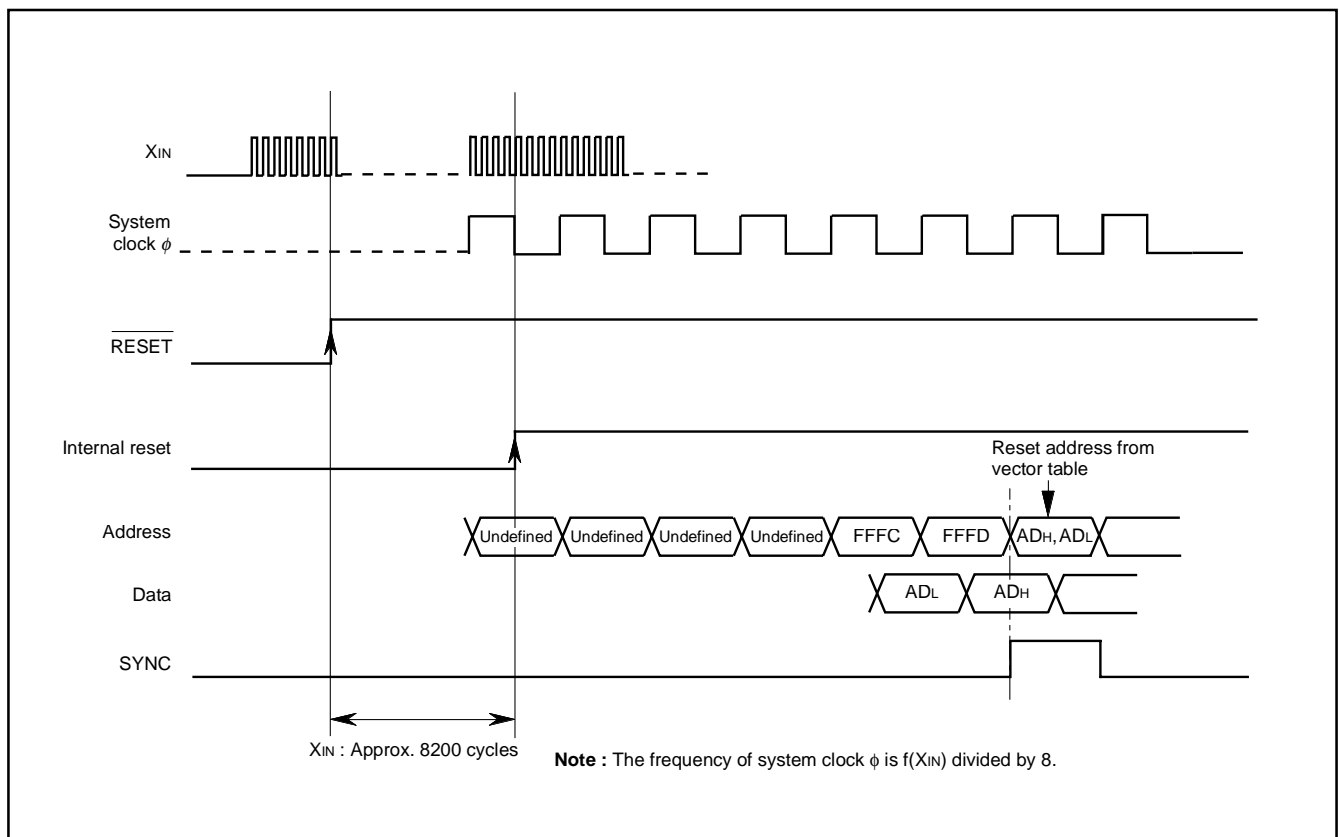 XIN
System
clock ϕ
RESET
Internal reset
Reset address from
vector table
Address
Undefined Undefined Undefined Undefined FFFC FFFD ADH, ADL
Data
ADL ADH
SYNC
XIN : Approx. 8200 cycles
Note : The frequency of system clock ϕ is f(XIN) divided by 8.